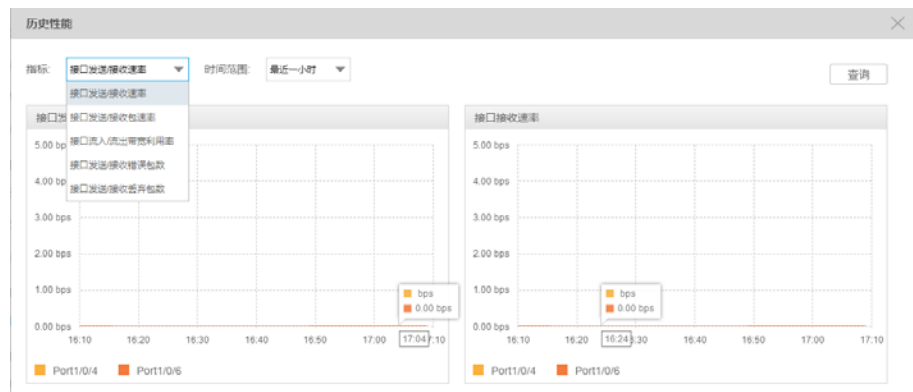 历史性能
指标: 接口发送/接收速率 时间范围: 最近一小时 查询
接口发送/接收速率
接口发送/接收包速率
接口流入/流出带宽利用率
接口发送/接收错误包数
接口发送/接收丢弃包数
接口发
5.00 bp
4.00 bp
3.00 bps
2.00 bps
1.00 bps
0.00 bps
bps
0.00 bps
16:10 16:20 16:30 16:40 16:50 17:00 17:04 7:10
Port1/0/4 Port1/0/6
接口接收速率
5.00 bps
4.00 bps
3.00 bps
2.00 bps
1.00 bps
0.00 bps
bps
0.00 bps
16:10 16:20 16:24 :30 16:40 16:50 17:00 17:10
Port1/0/4 Port1/0/6